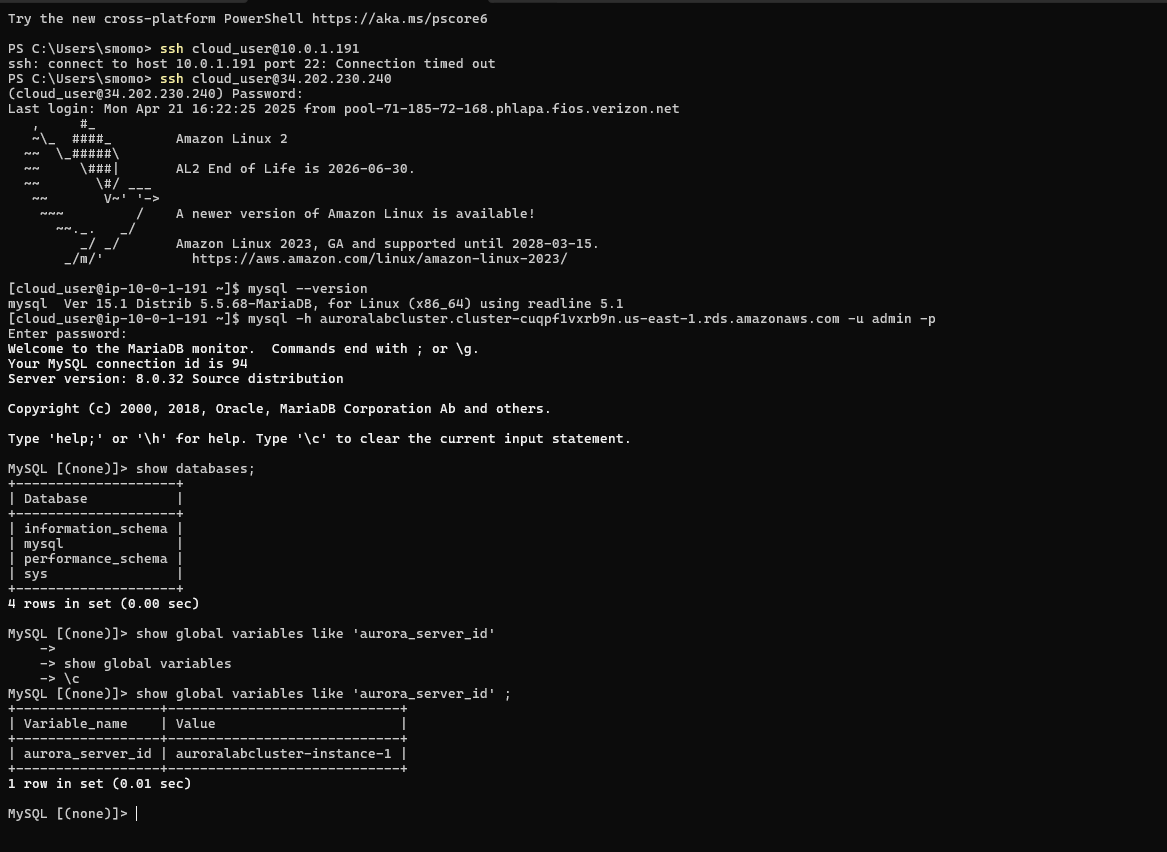 Try the new cross-platform PowerShell https://aka.ms/pscore6
PS C:\Users\smomo> ssh cloud_user@10.0.1.191
ssh: connect to host 10.0.1.191 port 22: Connection timed out
PS C:\Users\smomo> ssh cloud_user@34.202.230.240
(cloud_user@34.202.230.240) Password:
Last login: Mon Apr 21 16:22:25 2025 from pool-71-185-72-168.phlapa.fios.verizon.net
   ,     #_
   ~\_  ####_        Amazon Linux 2
  ~~  \_#####\
  ~~     \###|       AL2 End of Life is 2026-06-30.
  ~~       \#/ ___
   ~~       V~' '->
    ~~~         /    A newer version of Amazon Linux is available!
      ~~._.   _/
         _/ _/       Amazon Linux 2023, GA and supported until 2028-03-15.
       _/m/'           https://aws.amazon.com/linux/amazon-linux-2023/
[cloud_user@ip-10-0-1-191 ~]$ mysql --version
mysql  Ver 15.1 Distrib 5.5.68-MariaDB, for Linux (x86_64) using readline 5.1
[cloud_user@ip-10-0-1-191 ~]$ mysql -h auroralabcluster.cluster-cuqpf1vxrb9n.us-east-1.rds.amazonaws.com -u admin -p
Enter password:
Welcome to the MariaDB monitor.  Commands end with ; or \g.
Your MySQL connection id is 94
Server version: 8.0.32 Source distribution
Copyright (c) 2000, 2018, Oracle, MariaDB Corporation Ab and others.
Type 'help;' or '\h' for help. Type '\c' to clear the current input statement.
MySQL [(none)]> show databases;
+--------------------+
| Database           |
+--------------------+
| information_schema |
| mysql              |
| performance_schema |
| sys                |
+--------------------+
4 rows in set (0.00 sec)
MySQL [(none)]> show global variables like 'aurora_server_id'
    ->
    -> show global variables
    -> \c
MySQL [(none)]> show global variables like 'aurora_server_id' ;
+------------------+-----------------------------+
| Variable_name    | Value                       |
+------------------+-----------------------------+
| aurora_server_id | auroralabcluster-instance-1 |
+------------------+-----------------------------+
1 row in set (0.01 sec)
MySQL [(none)]>